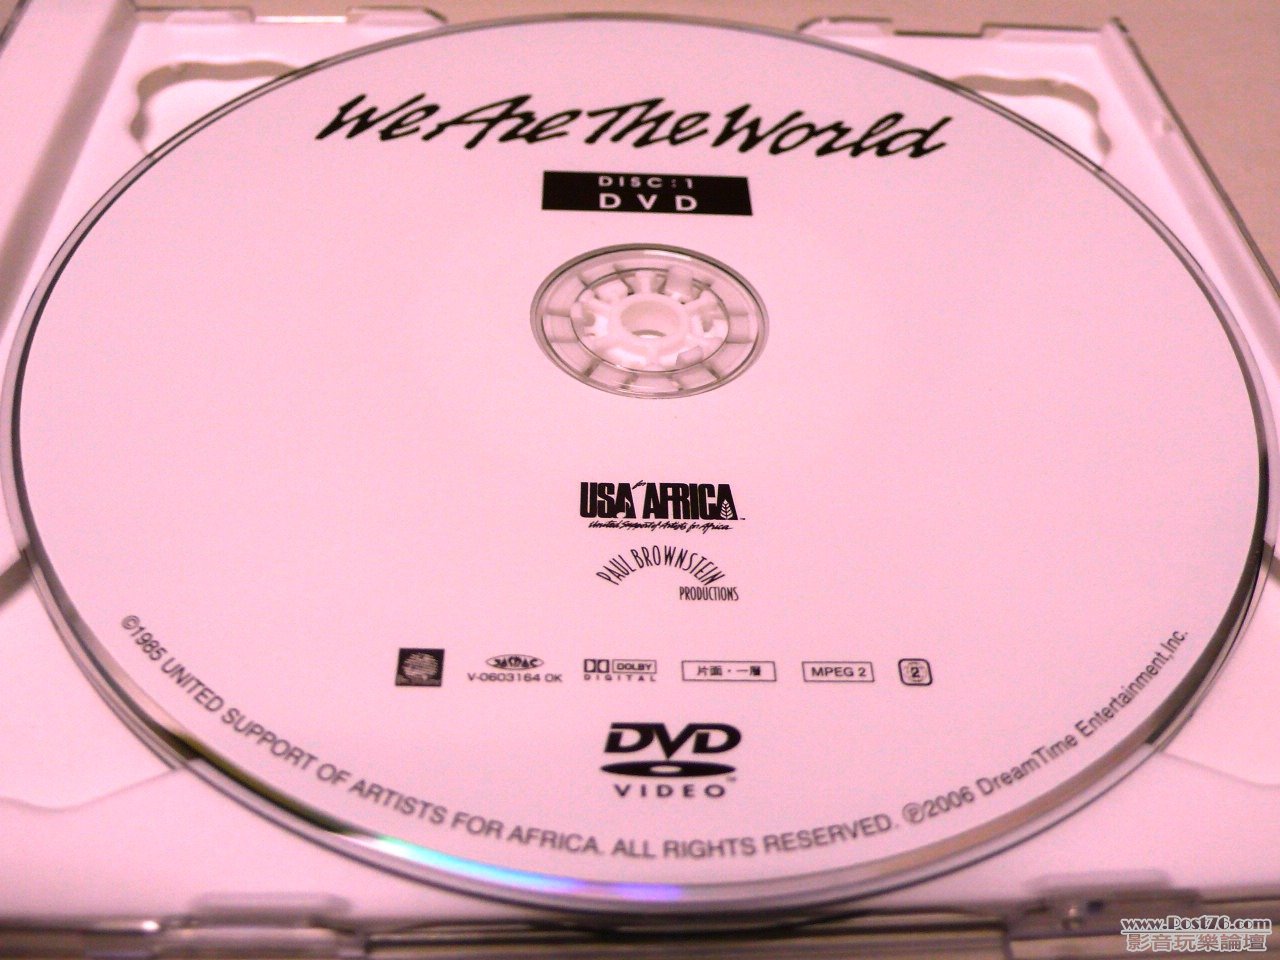 We Are The World
DISC:1
DVD
USA for AFRICA
United Support of Artists for Africa
PAUL BROWNSTEIN
PRODUCTIONS
V-0603164 OK
DOLBY
DIGITAL
片面・一層
MPEG 2
2
DVD
VIDEO
©1985 UNITED SUPPORT OF ARTISTS FOR AFRICA. ALL RIGHTS RESERVED. ℗2006 DreamTime Entertainment,Inc.
www.Post76.com
影音玩樂論壇